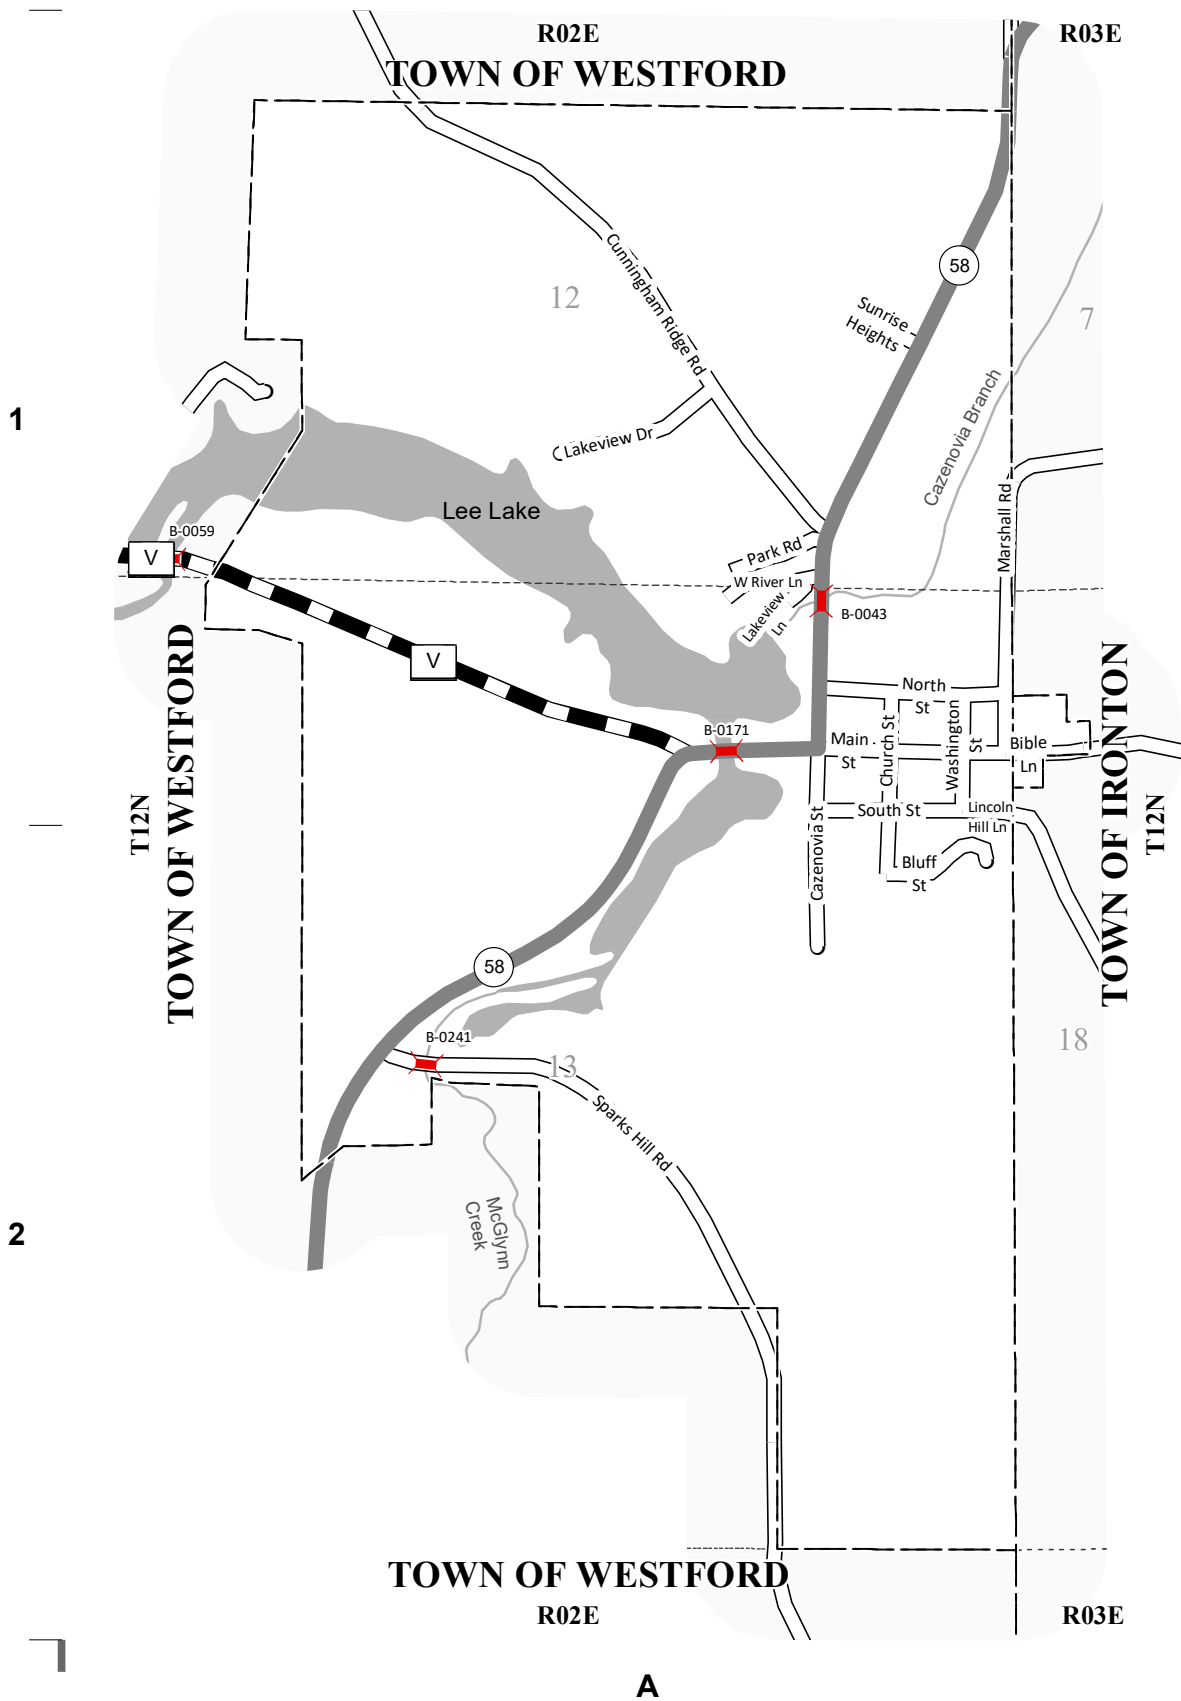 R02E
R03E
TOWN OF WESTFORD
58
12
7
Cunningham Ridge Rd
Sunrise
Heights
Cazenovia Branch
1
Lakeview Dr
Marshall Rd
Lee Lake
B-0059
V
Park Rd
W River Ln
Lakeview
Ln
B-0043
V
TOWN OF WESTFORD
T12N
TOWN OF IRONTON
T12N
North
St
Church St
Washington
St
B-0171
Main
St
Bible
Ln
South St
Lincoln
Hill Ln
Cazenovia St
Bluff
St
58
B-0241
13
18
Sparks Hill Rd
McGlynn
Creek
2
TOWN OF WESTFORD
R02E
R03E
A